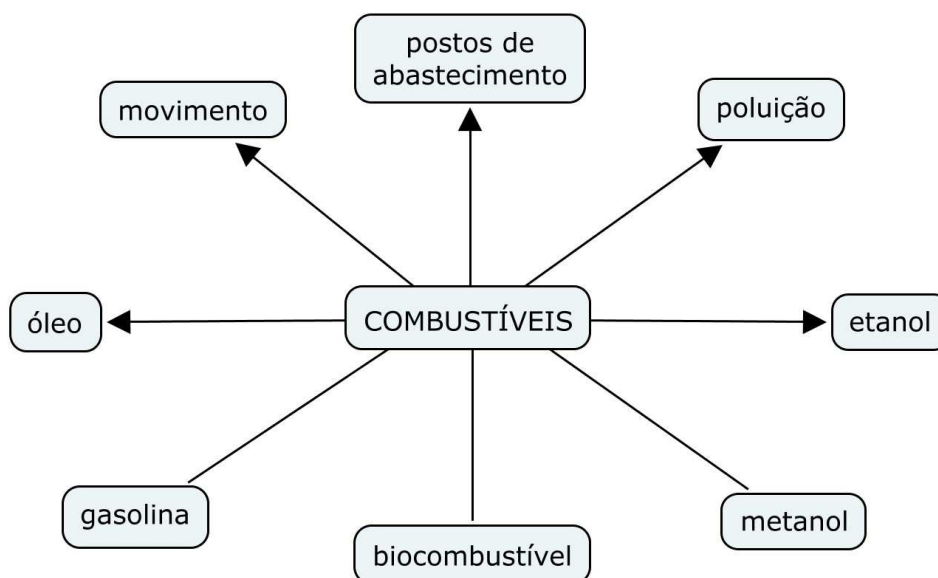 postos de
abastecimento
movimento
poluição
óleo
COMBUSTÍVEIS
etanol
gasolina
biocombustível
metanol